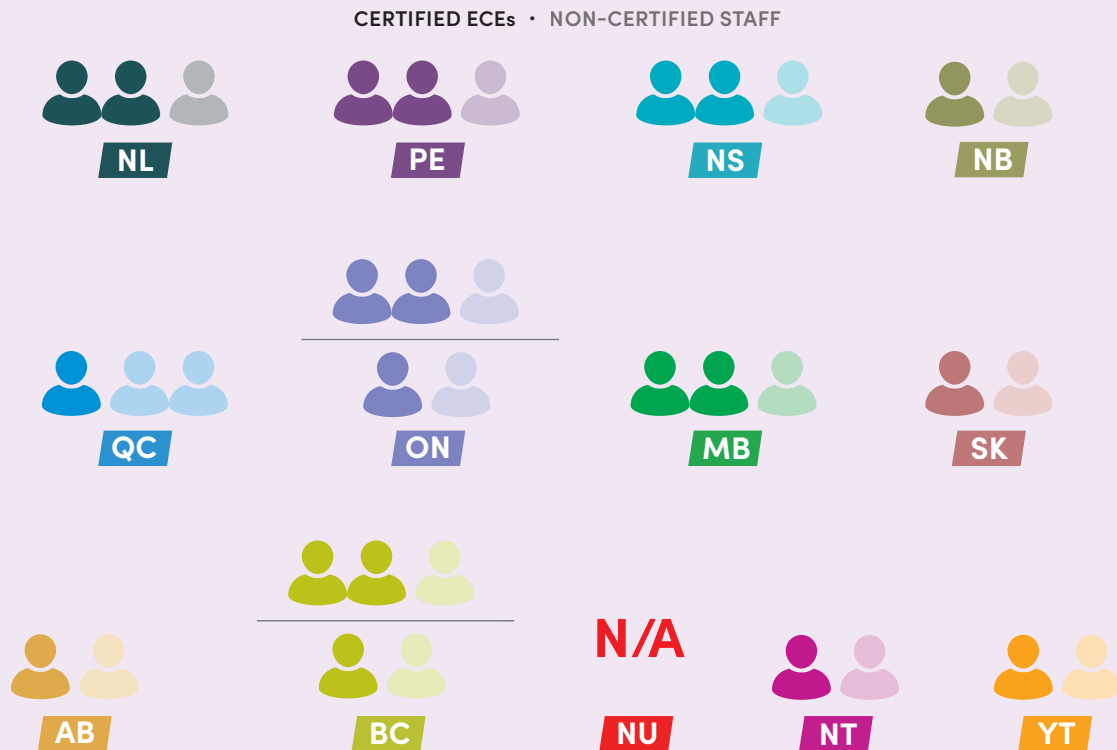 CERTIFIED ECEs • NON-CERTIFIED STAFF
NL PE NS NB
QC ON MB SK
N/A
AB BC NU NT YT